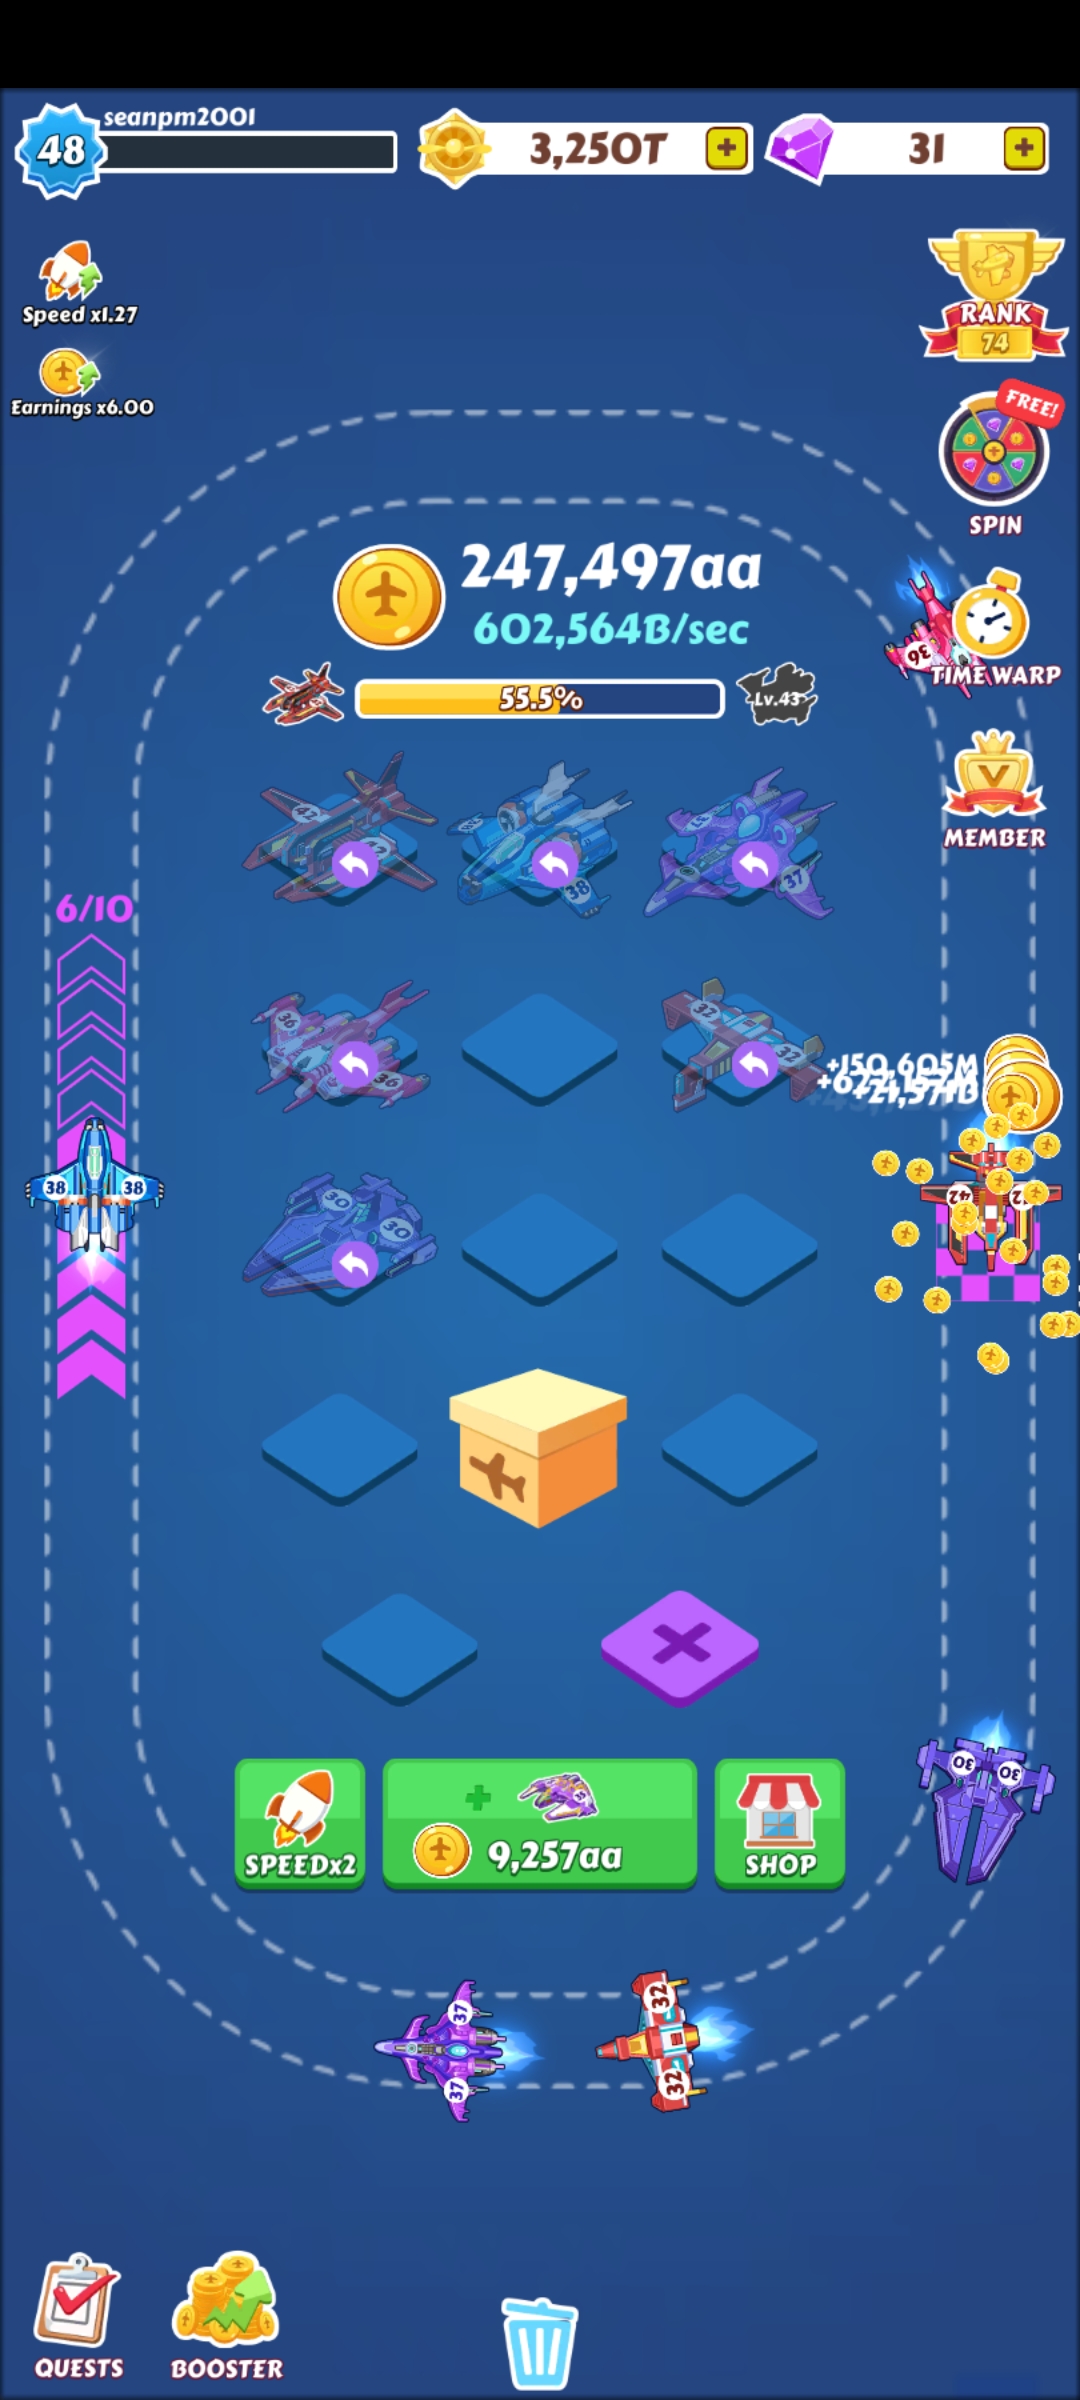 seanpm2001
48
3,250T
31
Speed x1.27
Earnings x6.00
RANK
74
FREE!
SPIN
247,497aa
602,564B/sec
55.5%
Lv.43
36
TIME WARP
MEMBER
42
42
38
38
37
37
6/10
36
36
32
32
+150,605M
38
38
30
30
42
30
30
SPEEDx2
9,257aa
SHOP
37
32
37
32
QUESTS
BOOSTER